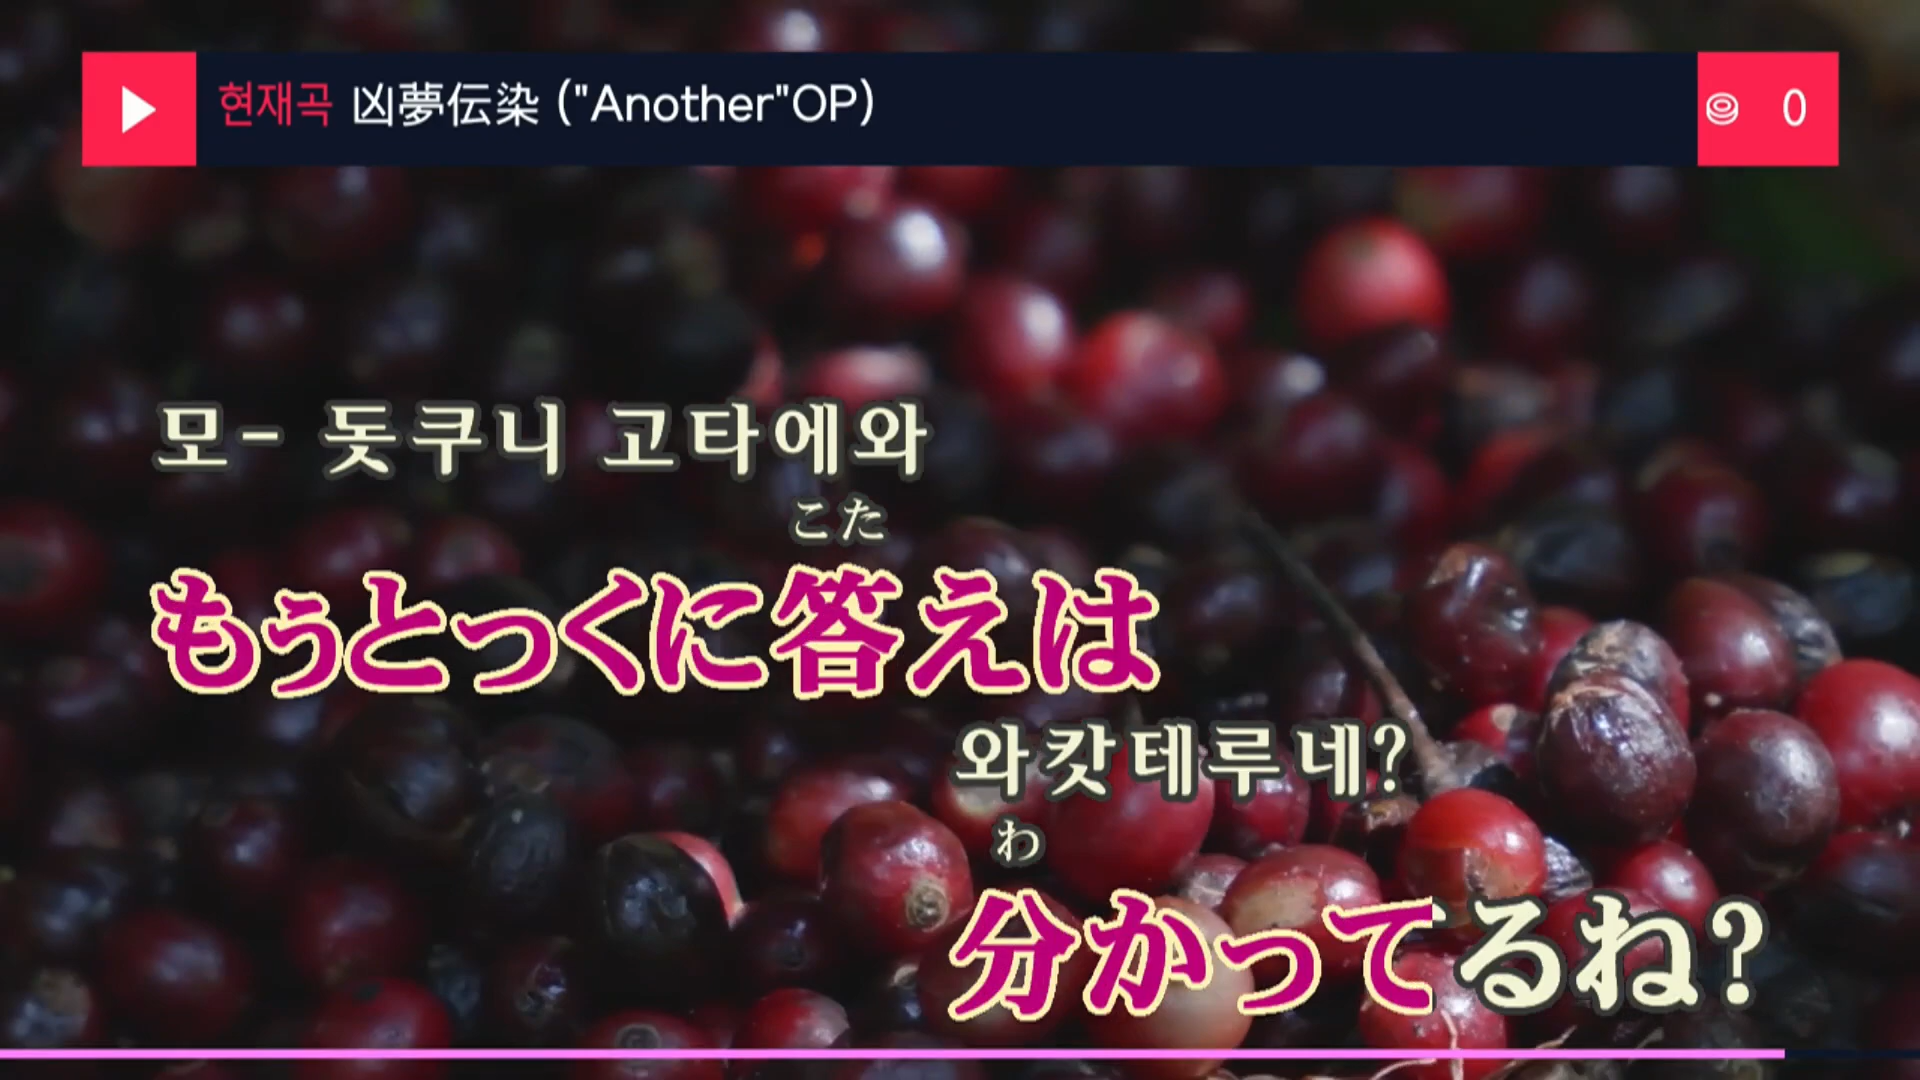 현재곡 凶夢伝染 ("Another"OP) 0
모- 돗쿠니 고타에와
こた
もぅとっくに答えは
와캇테루네?
わ
分かってるね?